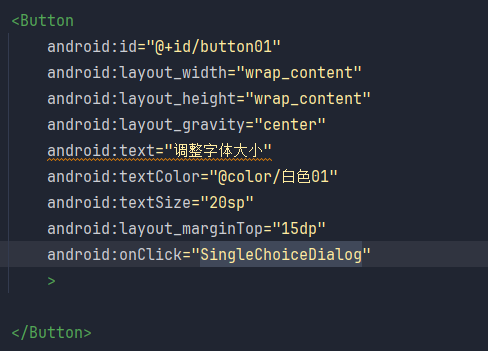 <Button
android:id="@+id/button01"
android:layout_width="wrap_content"
android:layout_height="wrap_content"
android:layout_gravity="center"
android:text="调整字体大小"
android:textColor="@color/白色01"
android:textSize="20sp"
android:layout_marginTop="15dp"
android:onClick="SingleChoiceDialog"
>
</Button>